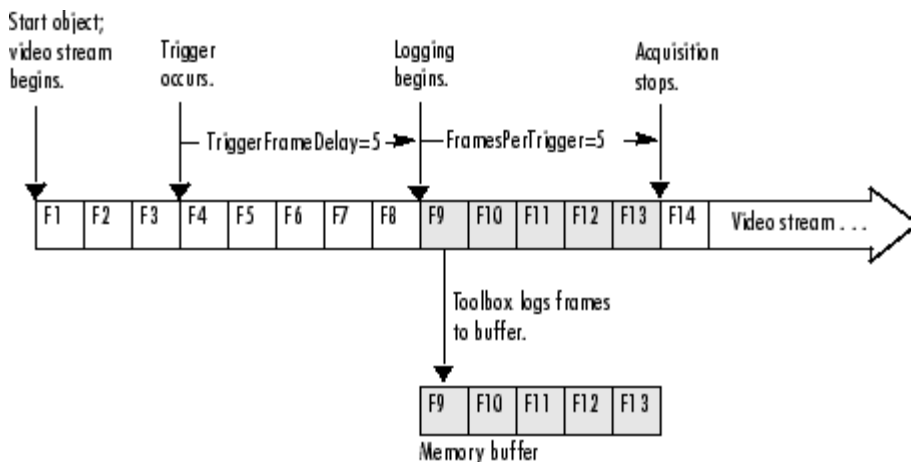 Start object;
video stream
begins.
Trigger
occurs.
Logging
begins.
Acquisition
stops.
TriggerFrameDelay=5
FramesPerTrigger=5
F1 F2 F3 F4 F5 F6 F7 F8 F9 F10 F11 F12 F13 F14 Video stream . . .
Toolbox logs frames
to buffer.
F9 F10 F11 F12 F13
Memory buffer